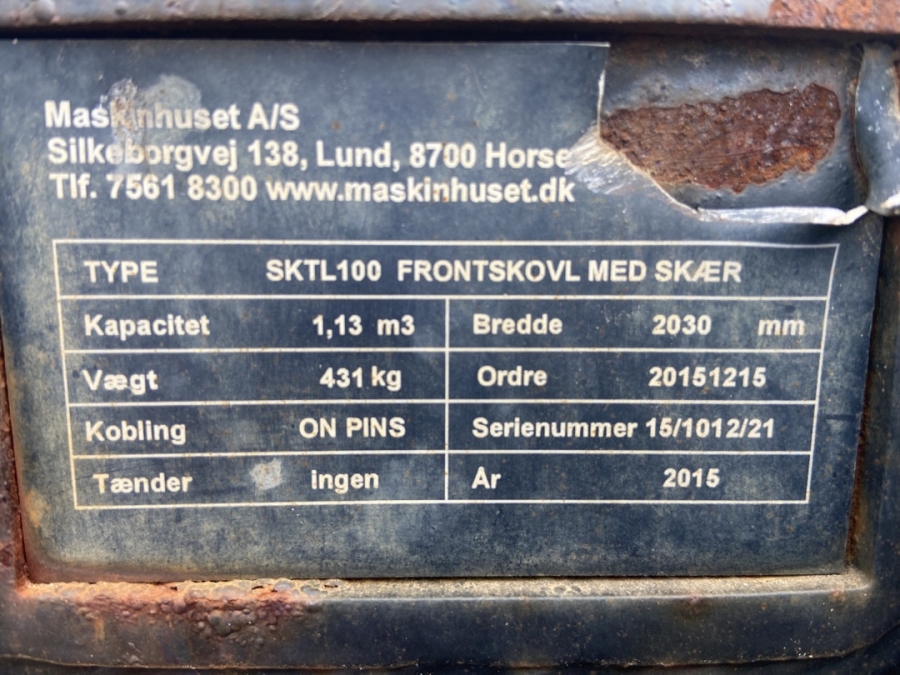 Maskinhuset A/S
Silkeborgvej 138, Lund, 8700 Horse
Tlf. 7561 8300 www.maskinhuset.dk
TYPE SKTL100 FRONTSKOVL MED SKÆR
Kapacitet 1,13 m3 Bredde 2030 mm
Vægt 431 kg Ordre 20151215
Kobling ON PINS Serienummer 15/1012/21
Tænder ingen År 2015